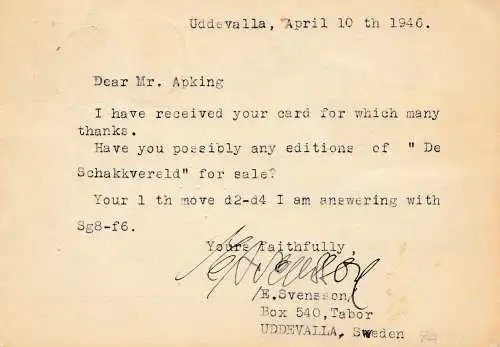 Uddevalla, April 10 th 1946.
Dear Mr. Apking
I have received your card for which many
thanks.
Have you possibly any editions of " De
Schakkvereld" for sale?
Your 1 th move d2-d4 I am answering with
Sg8-f6.
Yours Faithfully
E.Svensson
E.Svensson
Box 540,Tabor
UDDEVALLA, Sweden